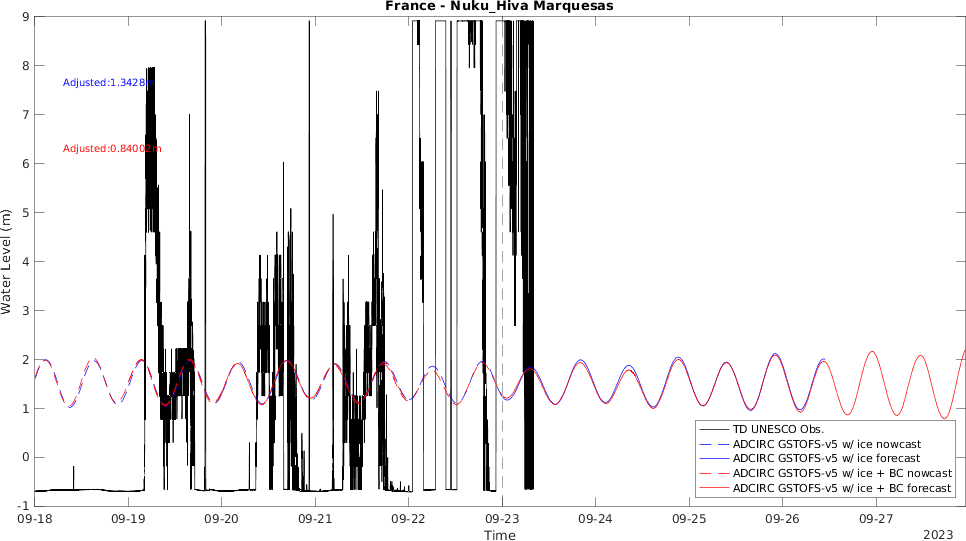 France - Nuku_Hiva Marquesas
9
8
7
6
5
4
3
2
1
0
-1
Water Level (m)
Adjusted:1.3428m
Adjusted:0.84002m
TD UNESCO Obs.
ADCIRC GSTOFS-v5 w/ ice nowcast
ADCIRC GSTOFS-v5 w/ ice forecast
ADCIRC GSTOFS-v5 w/ ice + BC nowcast
ADCIRC GSTOFS-v5 w/ ice + BC forecast
09-18 09-19 09-20 09-21 09-22 09-23 09-24 09-25 09-26 09-27
Time
2023